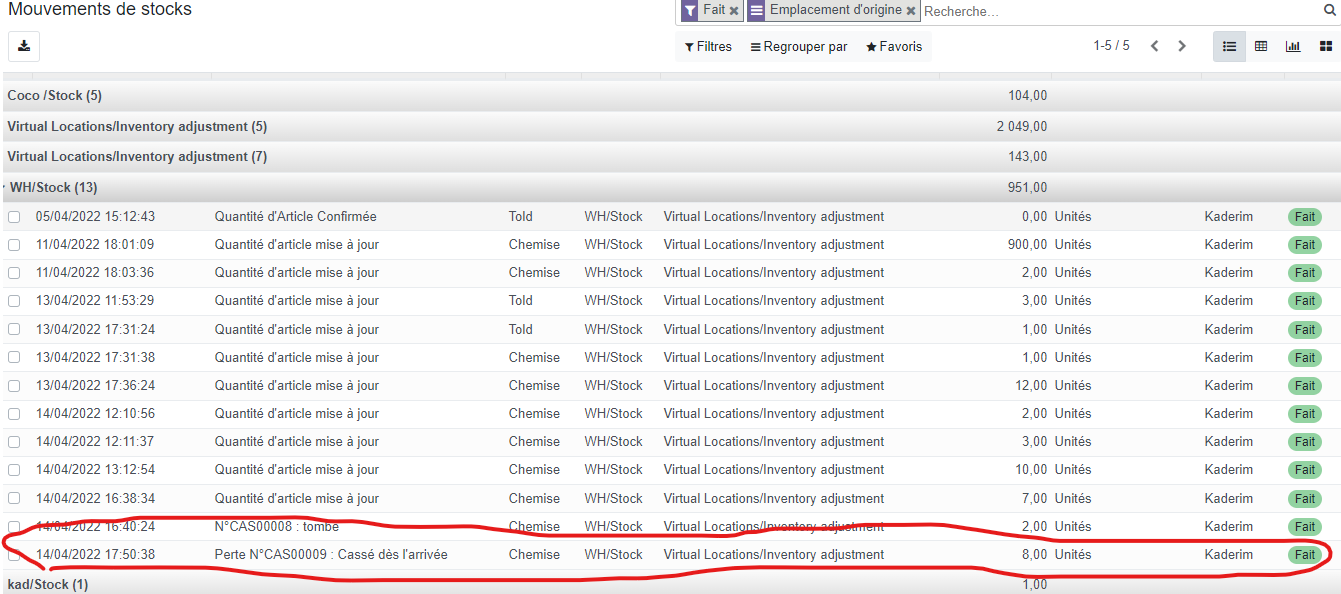 Mouvements de stocks
Fait
Emplacement d'origine
Recherche...
Filtres
Regrouper par
Favoris
1-5 / 5
Coco /Stock (5) 104,00
Virtual Locations/Inventory adjustment (5) 2 049,00
Virtual Locations/Inventory adjustment (7) 143,00
WH/Stock (13) 951,00
05/04/2022 15:12:43 Quantité d'Article Confirmée Told WH/Stock Virtual Locations/Inventory adjustment 0,00 Unités Kaderim Fait
11/04/2022 18:01:09 Quantité d'article mise à jour Chemise WH/Stock Virtual Locations/Inventory adjustment 900,00 Unités Kaderim Fait
11/04/2022 18:03:36 Quantité d'article mise à jour Chemise WH/Stock Virtual Locations/Inventory adjustment 2,00 Unités Kaderim Fait
13/04/2022 11:53:29 Quantité d'article mise à jour Told WH/Stock Virtual Locations/Inventory adjustment 3,00 Unités Kaderim Fait
13/04/2022 17:31:24 Quantité d'article mise à jour Told WH/Stock Virtual Locations/Inventory adjustment 1,00 Unités Kaderim Fait
13/04/2022 17:31:38 Quantité d'article mise à jour Chemise WH/Stock Virtual Locations/Inventory adjustment 1,00 Unités Kaderim Fait
13/04/2022 17:36:24 Quantité d'article mise à jour Chemise WH/Stock Virtual Locations/Inventory adjustment 12,00 Unités Kaderim Fait
14/04/2022 12:10:56 Quantité d'article mise à jour Chemise WH/Stock Virtual Locations/Inventory adjustment 2,00 Unités Kaderim Fait
14/04/2022 12:11:37 Quantité d'article mise à jour Chemise WH/Stock Virtual Locations/Inventory adjustment 3,00 Unités Kaderim Fait
14/04/2022 13:12:54 Quantité d'article mise à jour Chemise WH/Stock Virtual Locations/Inventory adjustment 10,00 Unités Kaderim Fait
14/04/2022 16:38:34 Quantité d'article mise à jour Chemise WH/Stock Virtual Locations/Inventory adjustment 7,00 Unités Kaderim Fait
14/04/2022 16:40:24 N°CAS00008 : tombé Chemise WH/Stock Virtual Locations/Inventory adjustment 2,00 Unités Kaderim Fait
14/04/2022 17:50:38 Perte N°CAS00009 : Cassé dès l'arrivée Chemise WH/Stock Virtual Locations/Inventory adjustment 8,00 Unités Kaderim Fait
kad/Stock (1) 1,00